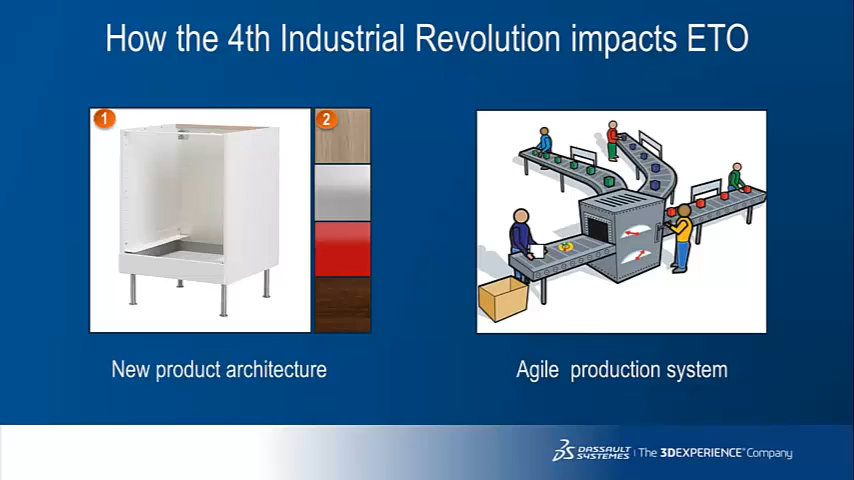 How the 4th Industrial Revolution impacts ETO
1
2
New product architecture
Agile production system
DASSAULT SYSTEMES | The 3DEXPERIENCE® Company